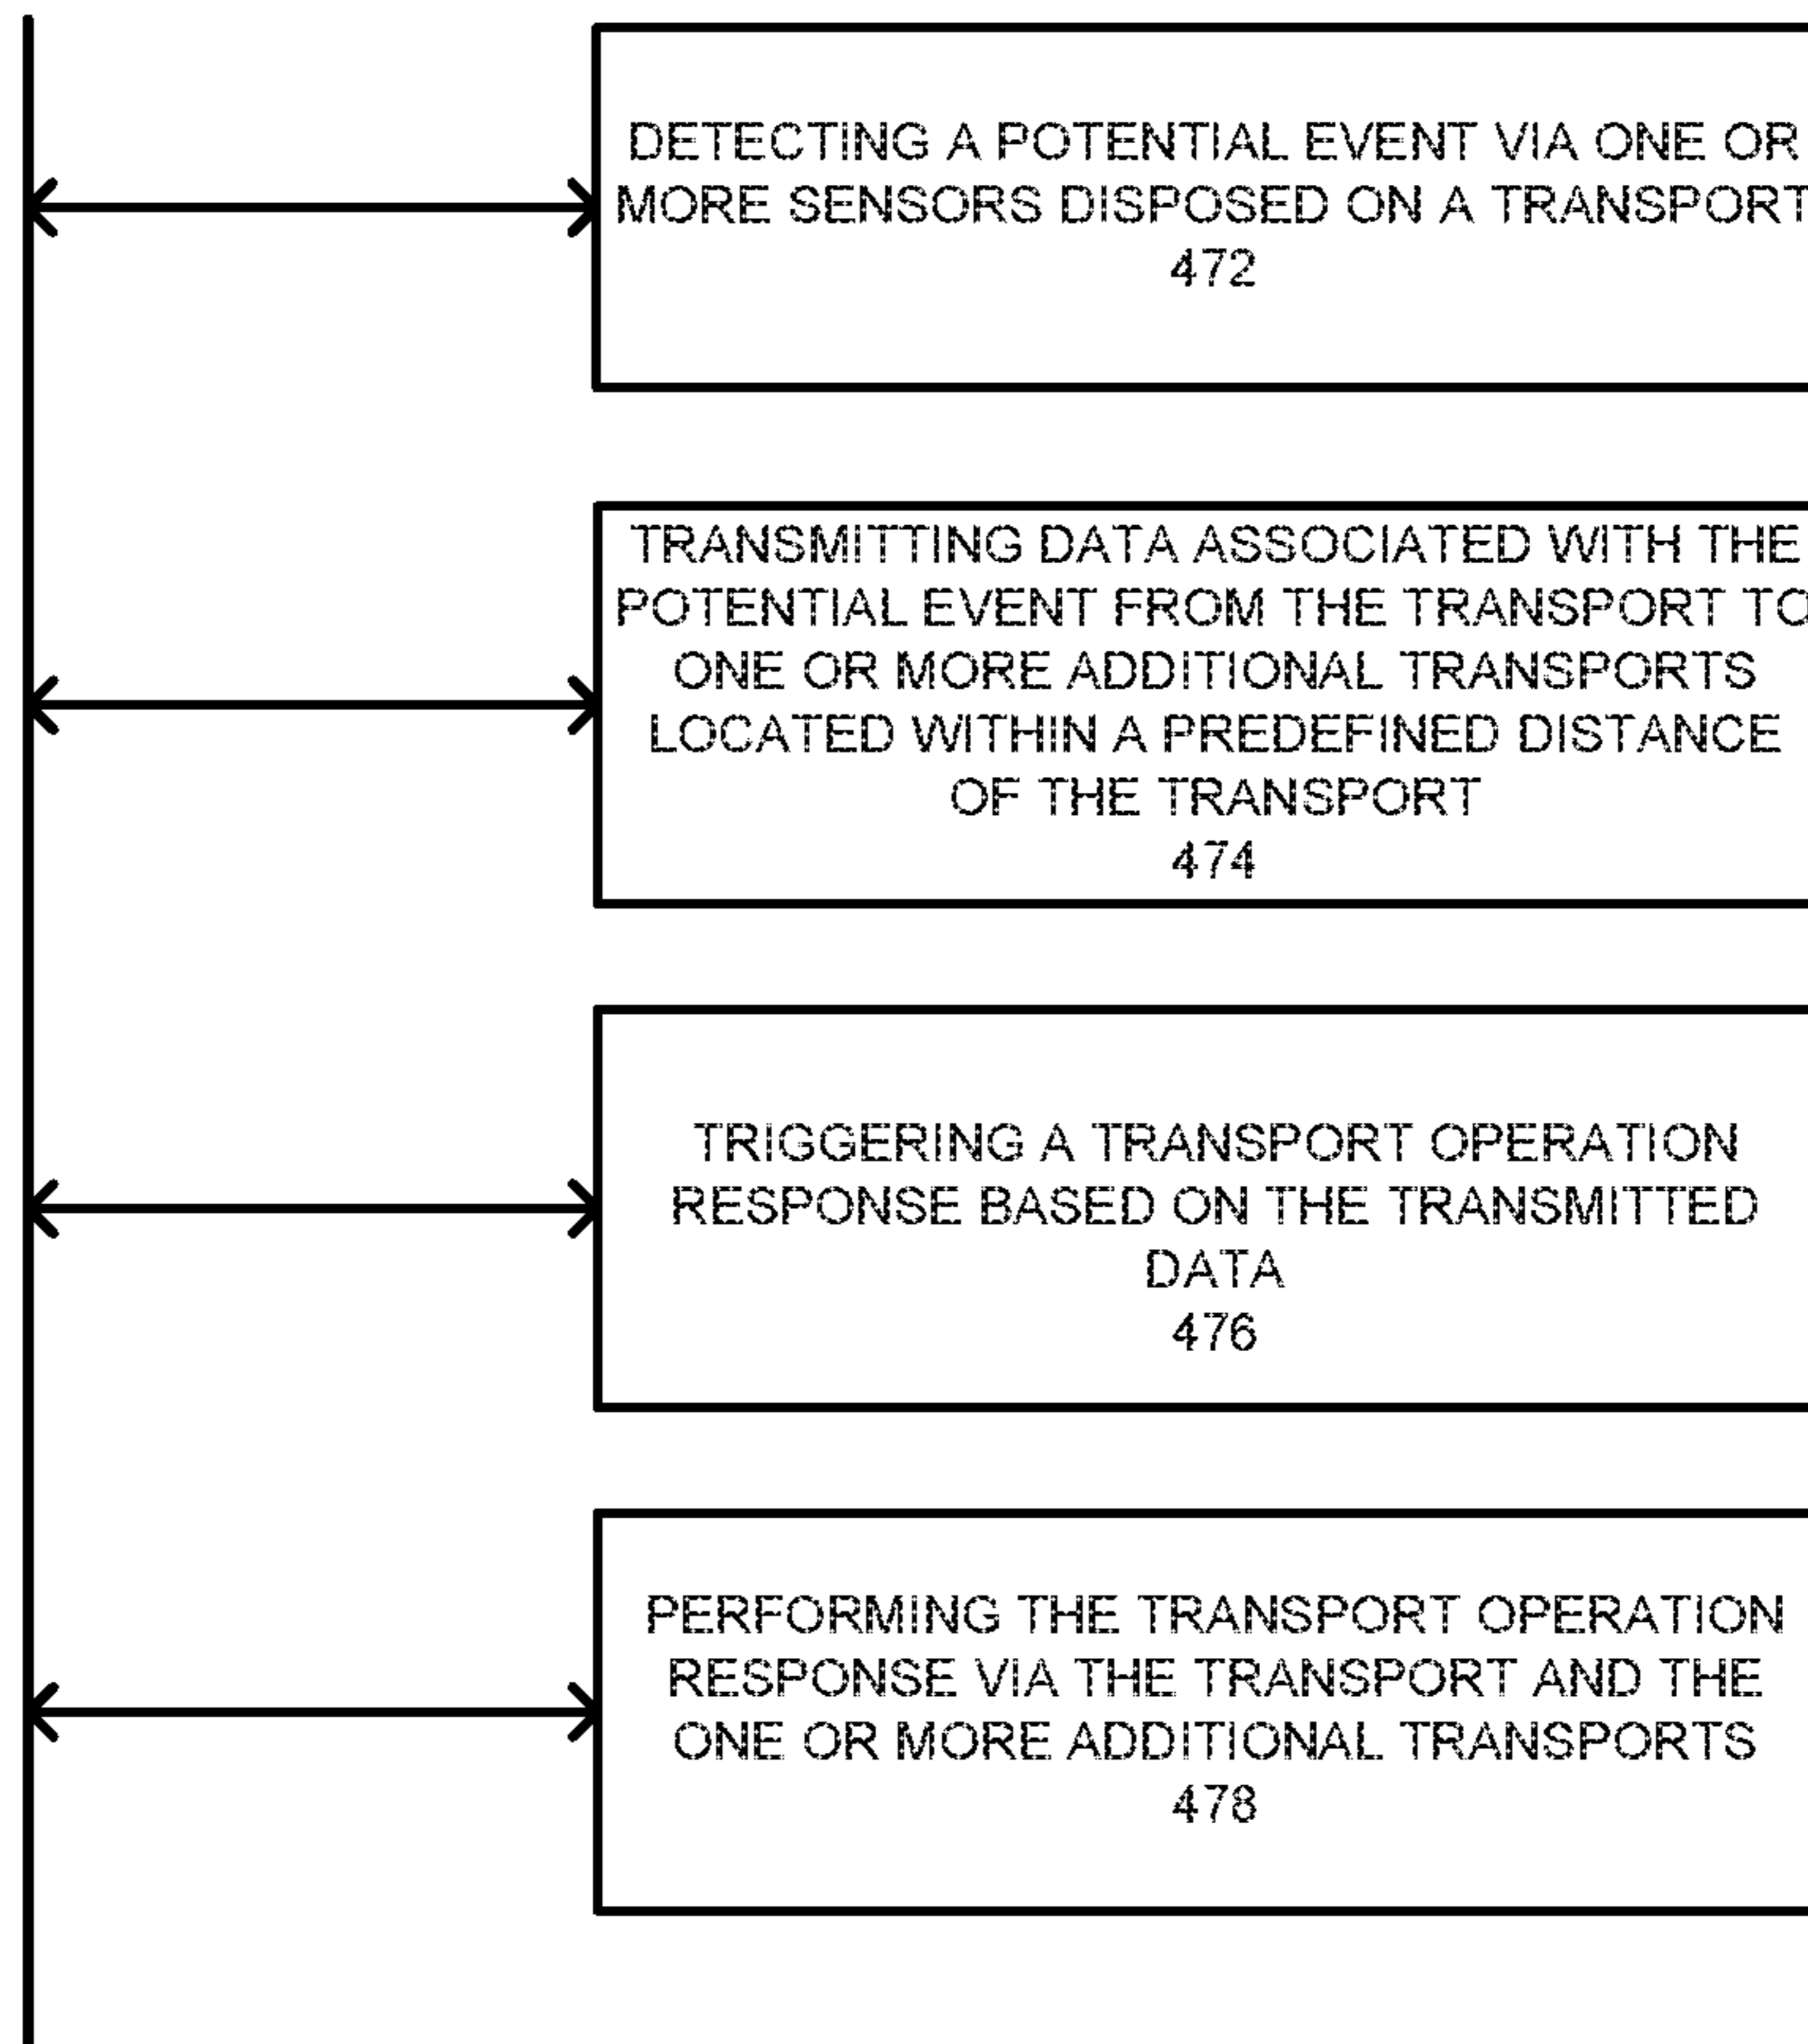 DETECTING A POTENTIAL EVENT VIA ONE OR
MORE SENSORS DISPOSED ON A TRANSPORT
472
TRANSMITTING DATA ASSOCIATED WITH THE
POTENTIAL EVENT FROM THE TRANSPORT TO
ONE OR MORE ADDITIONAL TRANSPORTS
LOCATED WITHIN A PREDEFINED DISTANCE
OF THE TRANSPORT
474
TRIGGERING A TRANSPORT OPERATION
RESPONSE BASED ON THE TRANSMITTED
DATA
476
PERFORMING THE TRANSPORT OPERATION
RESPONSE VIA THE TRANSPORT AND THE
ONE OR MORE ADDITIONAL TRANSPORTS
478